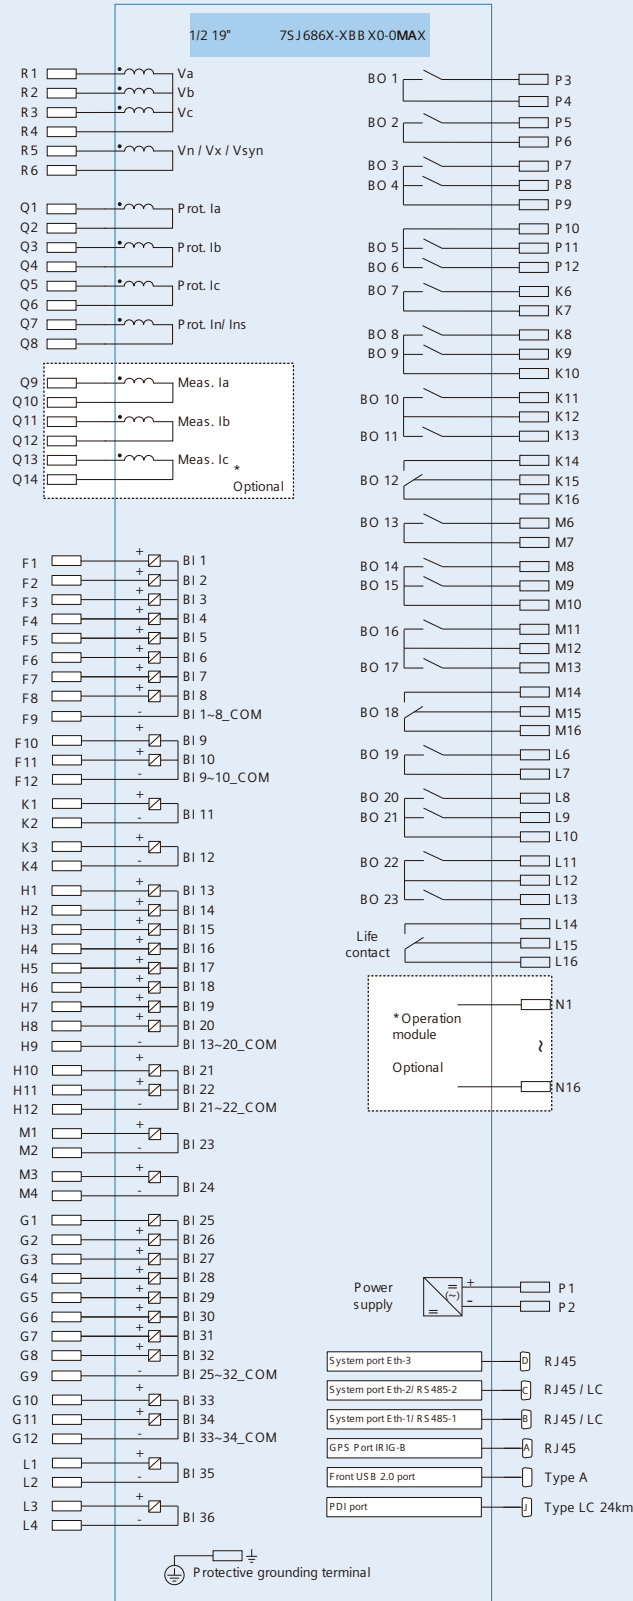 1/2 19" 7SJ686X-XBBX0-0MAX
R1 Va
R2 Vb
R3 Vc
R4
R5 Vn / Vx / Vsyn
R6
Q1 Prot. Ia
Q2
Q3 Prot. Ib
Q4
Q5 Prot. Ic
Q6
Q7 Prot. In/ Ins
Q8
Q9 Meas. Ia
Q10
Q11 Meas. Ib
Q12
Q13 Meas. Ic
*
Q14 Optional
F1 + BI 1
F2 + BI 2
F3 + BI 3
F4 + BI 4
F5 + BI 5
F6 + BI 6
F7 + BI 7
F8 + BI 8
F9 - BI 1~8_COM
F10 + BI 9
F11 + BI 10
F12 - BI 9~10_COM
K1 +
BI 11
K2 -
K3 +
BI 12
K4 -
H1 + BI 13
H2 + BI 14
H3 + BI 15
H4 + BI 16
H5 + BI 17
H6 + BI 18
H7 + BI 19
H8 + BI 20
H9 - BI 13~20_COM
H10 + BI 21
H11 + BI 22
H12 - BI 21~22_COM
M1 +
BI 23
M2 -
M3 +
BI 24
M4 -
G1 BI 25
G2 + BI 26
G3 + BI 27
G4 + BI 28
G5 + BI 29
G6 + BI 30
G7 + BI 31
G8 + BI 32
G9 - BI 25~32_COM
G10 + BI 33
G11 + BI 34
G12 - BI 33~34_COM
L1 +
BI 35
L2 -
L3 +
BI 36
L4 -
Protective grounding terminal
BO 1 P3
P4
BO 2 P5
P6
BO 3 P7
BO 4 P8
P9
P10
BO 5 P11
BO 6 P12
BO 7 K6
K7
BO 8 K8
BO 9 K9
K10
BO 10 K11
K12
BO 11 K13
K14
BO 12 K15
K16
BO 13 M6
M7
BO 14 M8
BO 15 M9
M10
BO 16 M11
M12
BO 17 M13
M14
BO 18 M15
M16
BO 19 L6
L7
BO 20 L8
BO 21 L9
L10
BO 22 L11
L12
BO 23 L13
L14
Life
contact L15
L16
N1
* Operation
module
~
Optional
N16
Power
supply
= (~) =
+ P1
- P2
System port Eth-3 D RJ45
System port Eth-2/ RS485-2 C RJ45 / LC
System port Eth-1/ RS485-1 B RJ45 / LC
GPS Port IRIG-B A RJ45
Front USB 2.0 port Type A
PDI port J Type LC 24km